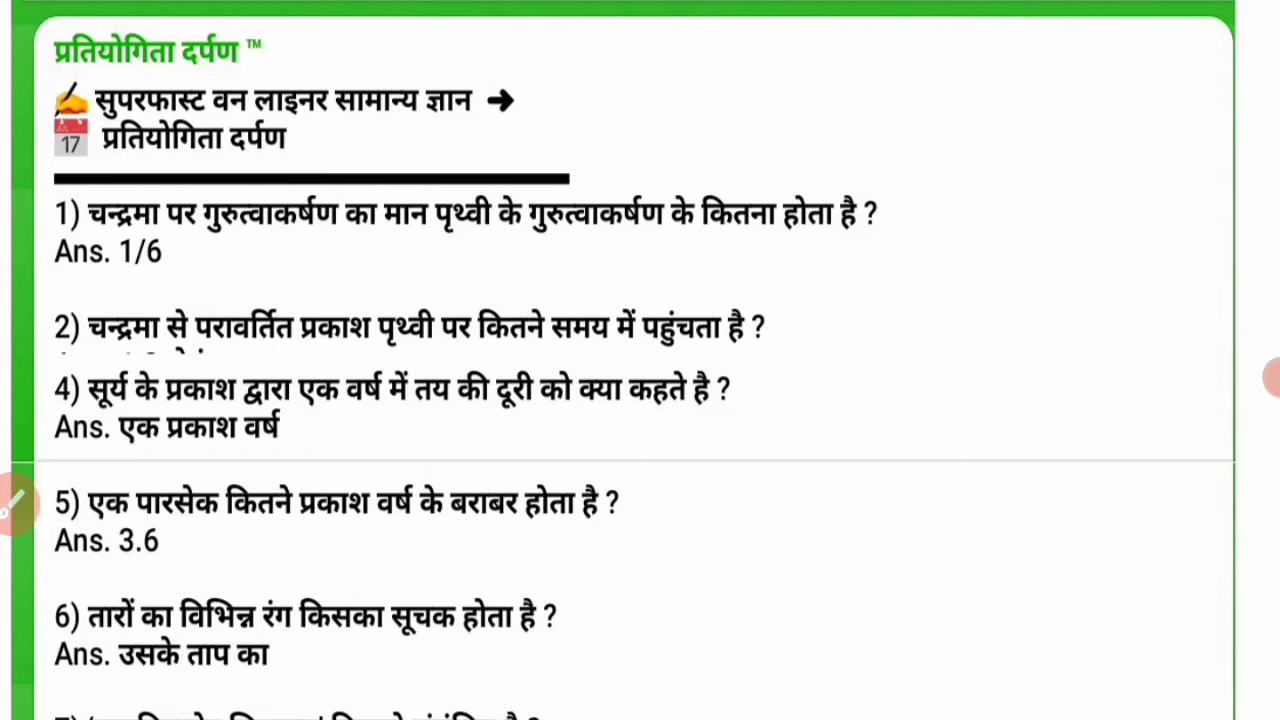 प्रतियोगिता दर्पण ™
सुपरफास्ट वन लाइनर सामान्य ज्ञान ➜
JUL 17 प्रतियोगिता दर्पण
1) चन्द्रमा पर गुरुत्वाकर्षण का मान पृथ्वी के गुरुत्वाकर्षण के कितना होता है ?
Ans. 1/6
2) चन्द्रमा से परावर्तित प्रकाश पृथ्वी पर कितने समय में पहुंचता है ?
4) सूर्य के प्रकाश द्वारा एक वर्ष में तय की दूरी को क्या कहते है ?
Ans. एक प्रकाश वर्ष
5) एक पारसेक कितने प्रकाश वर्ष के बराबर होता है ?
Ans. 3.6
6) तारों का विभिन्न रंग किसका सूचक होता है ?
Ans. उसके ताप का